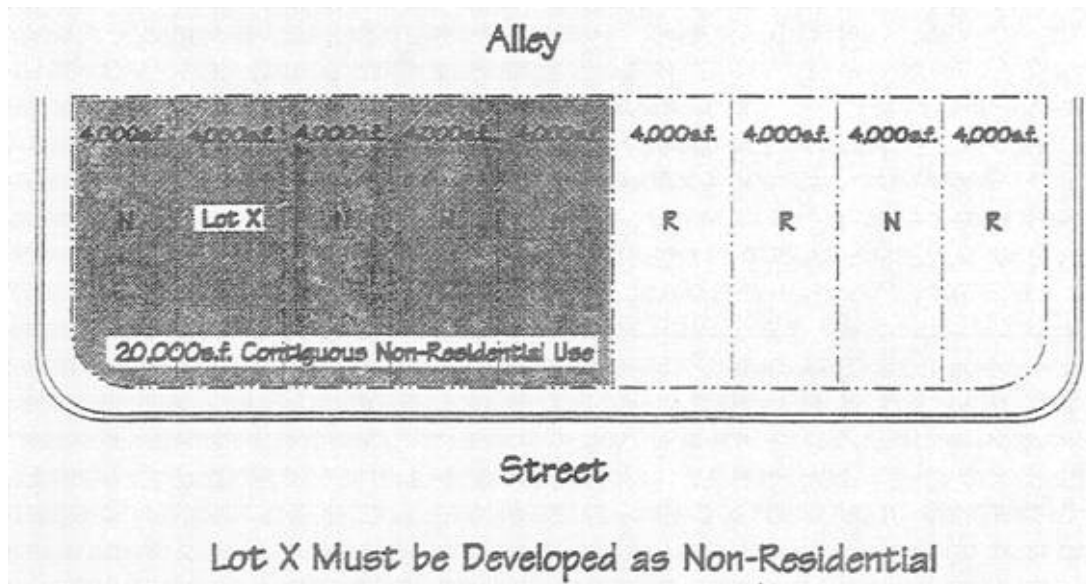 Alley
4,000s.f. 4,000s.f. 4,000s.f. 4,000s.f. 4,000s.f. 4,000s.f. 4,000s.f. 4,000s.f. 4,000s.f.
N Lot X N N R R N R
20,000s.f. Contiguous Non-Residential Use
Street
Lot X Must be Developed as Non-Residential